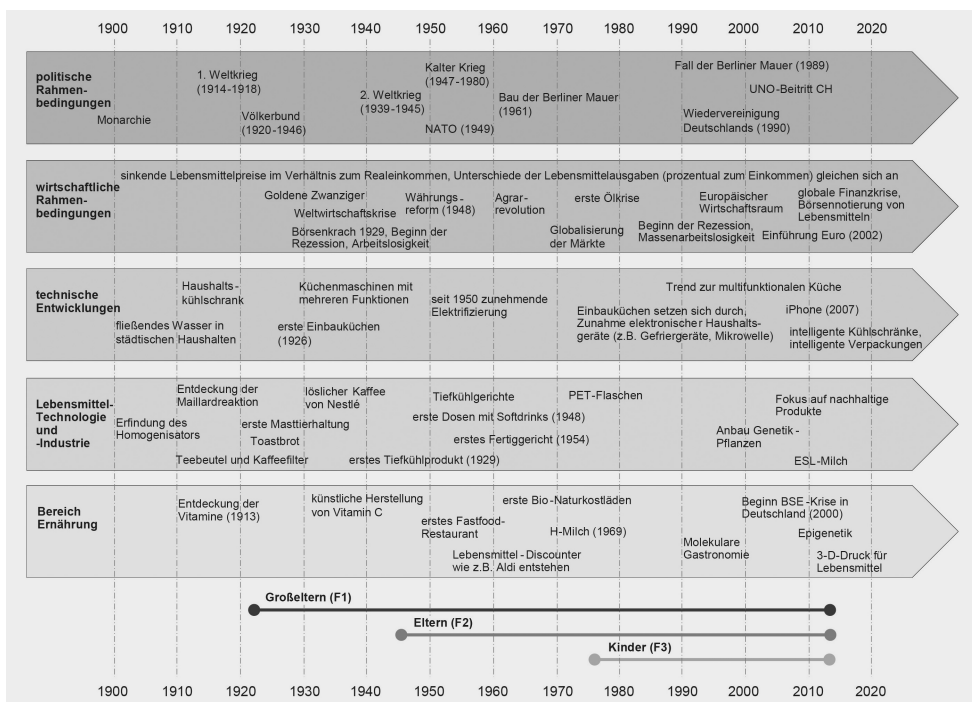 1900 1910 1920 1930 1940 1950 1960 1970 1980 1990 2000 2010 2020
politische
Rahmen-
bedingungen
Monarchie
1. Weltkrieg
(1914-1918)
Völkerbund
(1920-1946)
2. Weltkrieg
(1939-1945)
Kalter Krieg
(1947-1980)
NATO (1949)
Bau der Berliner Mauer
(1961)
Fall der Berliner Mauer (1989)
UNO-Beitritt CH
Wiedervereinigung
Deutschlands (1990)
wirtschaftliche
Rahmen-
bedingungen
sinkende Lebensmittelpreise im Verhältnis zum Realeinkommen, Unterschiede der Lebensmittelausgaben (prozentual zum Einkommen) gleichen sich an
Goldene Zwanziger
Weltwirtschaftskrise
Börsenkrach 1929, Beginn der
Rezession, Arbeitslosigkeit
Währungs-
reform (1948)
Agrar-
revolution
erste Ölkrise
Globalisierung
der Märkte
Europäischer
Wirtschaftsraum
Beginn der Rezession,
Massenarbeitslosigkeit
globale Finanzkrise,
Börsennotierung von
Lebensmitteln
Einführung Euro (2002)
technische
Entwicklungen
fließendes Wasser in
städtischen Haushalten
Haushalts-
kühlschrank
Küchenmaschinen mit
mehreren Funktionen
erste Einbauküchen
(1926)
seit 1950 zunehmende
Elektrifizierung
Einbauküchen setzen sich durch,
Zunahme elektronischer Haushalts-
geräte (z.B. Gefriergeräte, Mikrowelle)
Trend zur multifunktionalen Küche
iPhone (2007)
intelligente Kühlschränke,
intelligente Verpackungen
Lebensmittel-
Technologie
und
-Industrie
Erfindung des
Homogenisators
Entdeckung der
Maillardreaktion
Teebeutel und Kaffeefilter
erste Masttierhaltung
Toastbrot
löslicher Kaffee
von Nestlé
erstes Tiefkühlprodukt (1929)
Tiefkühlgerichte
erste Dosen mit Softdrinks (1948)
erstes Fertiggericht (1954)
PET-Flaschen
Anbau Genetik-
Pflanzen
Fokus auf nachhaltige
Produkte
ESL-Milch
Bereich
Ernährung
Entdeckung der
Vitamine (1913)
künstliche Herstellung
von Vitamin C
erstes Fastfood-
Restaurant
Lebensmittel-Discounter
wie z.B. Aldi entstehen
erste Bio-Naturkostläden
H-Milch (1969)
Molekulare
Gastronomie
Beginn BSE-Krise in
Deutschland (2000)
Epigenetik
3-D-Druck für
Lebensmittel
Großeltern (F1)
Eltern (F2)
Kinder (F3)
1900 1910 1920 1930 1940 1950 1960 1970 1980 1990 2000 2010 2020